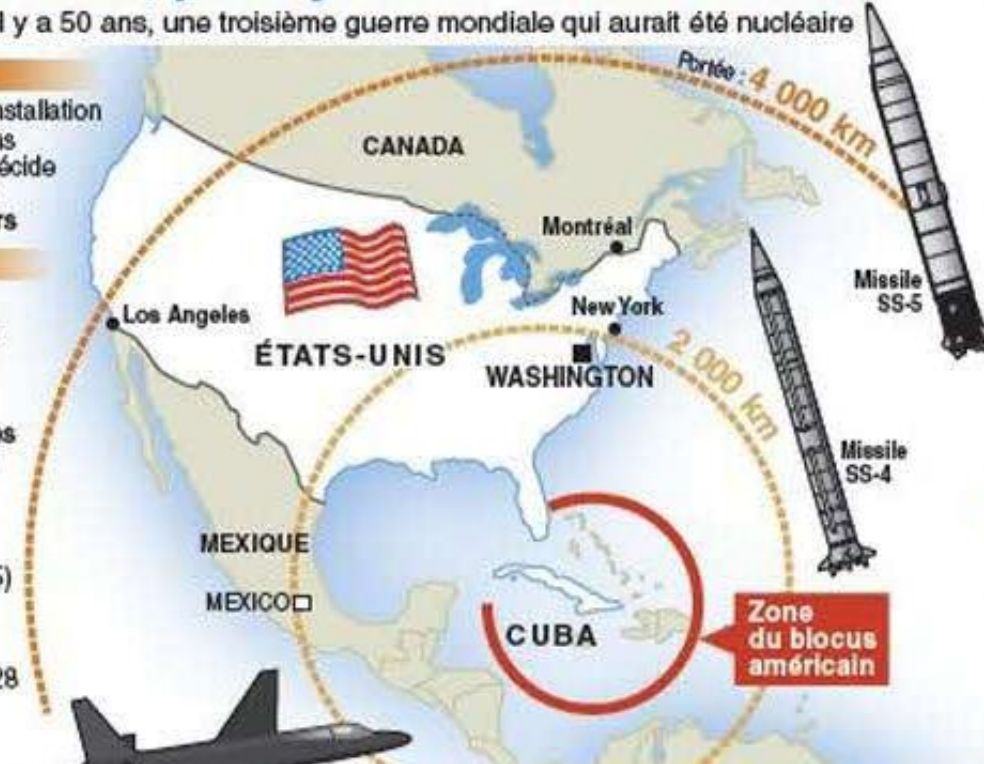 y a 50 ans, une troisième guerre mondiale qui aurait été nucléaire
Portée : 4 000 km
CANADA
Montréal
Missile
SS-5
New York
Los Angeles
ÉTATS-UNIS
WASHINGTON
2 000 km
Missile
SS-4
MEXIQUE
MEXICO
CUBA
Zone
du blocus
américain
28